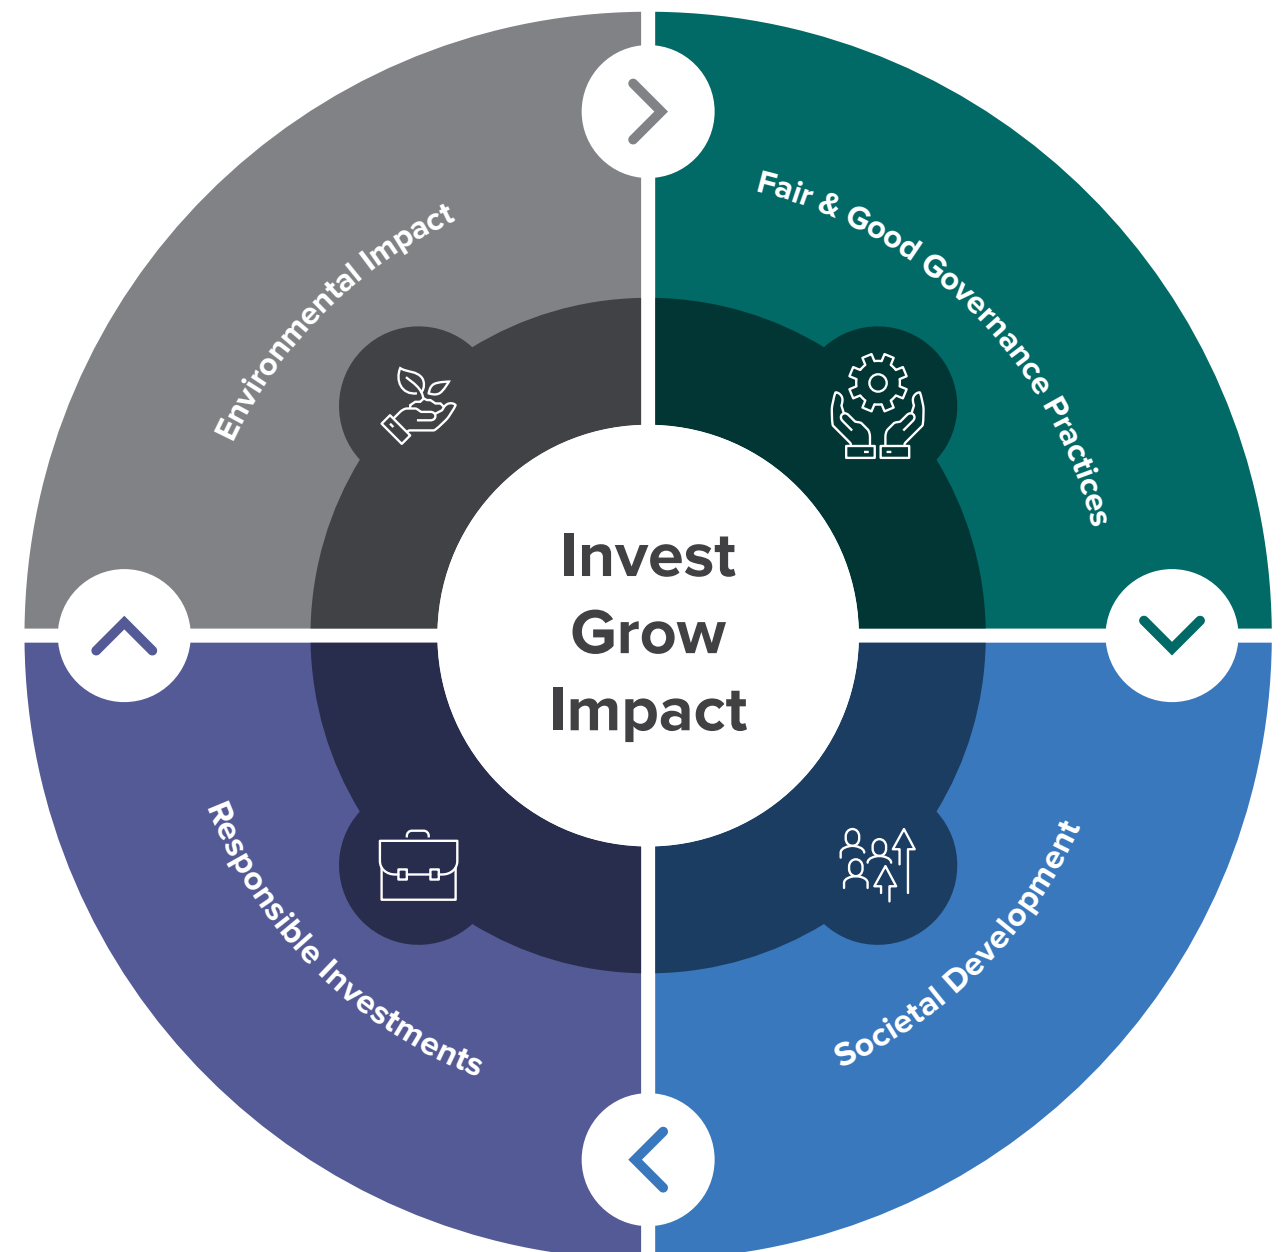 Environmental Impact
Fair & Good Governance Practices
Invest
Grow
Impact
Responsible Investments
Societal Development